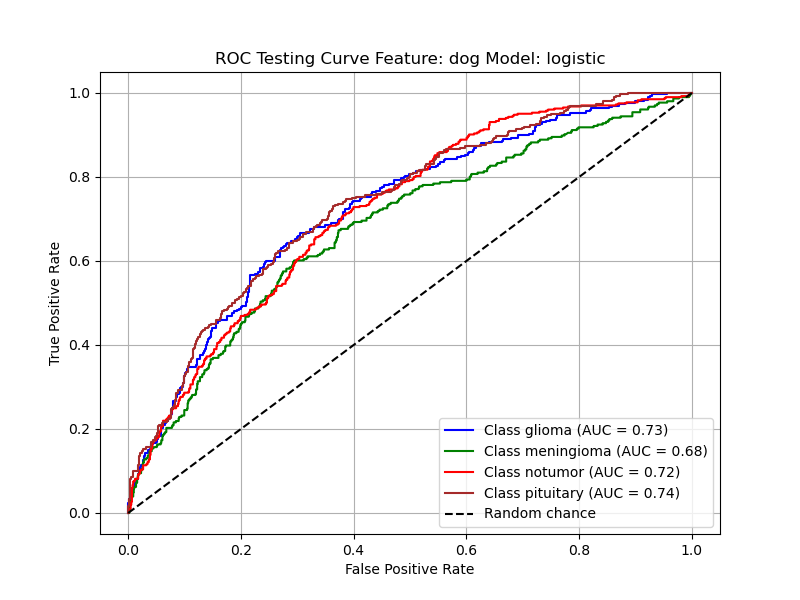 ROC Testing Curve Feature: dog Model: logistic
True Positive Rate
1.0
0.8
0.6
0.4
0.2
0.0
Class glioma (AUC = 0.73)
Class meningioma (AUC = 0.68)
Class notumor (AUC = 0.72)
Class pituitary (AUC = 0.74)
Random chance
0.0 0.2 0.4 0.6 0.8 1.0
False Positive Rate